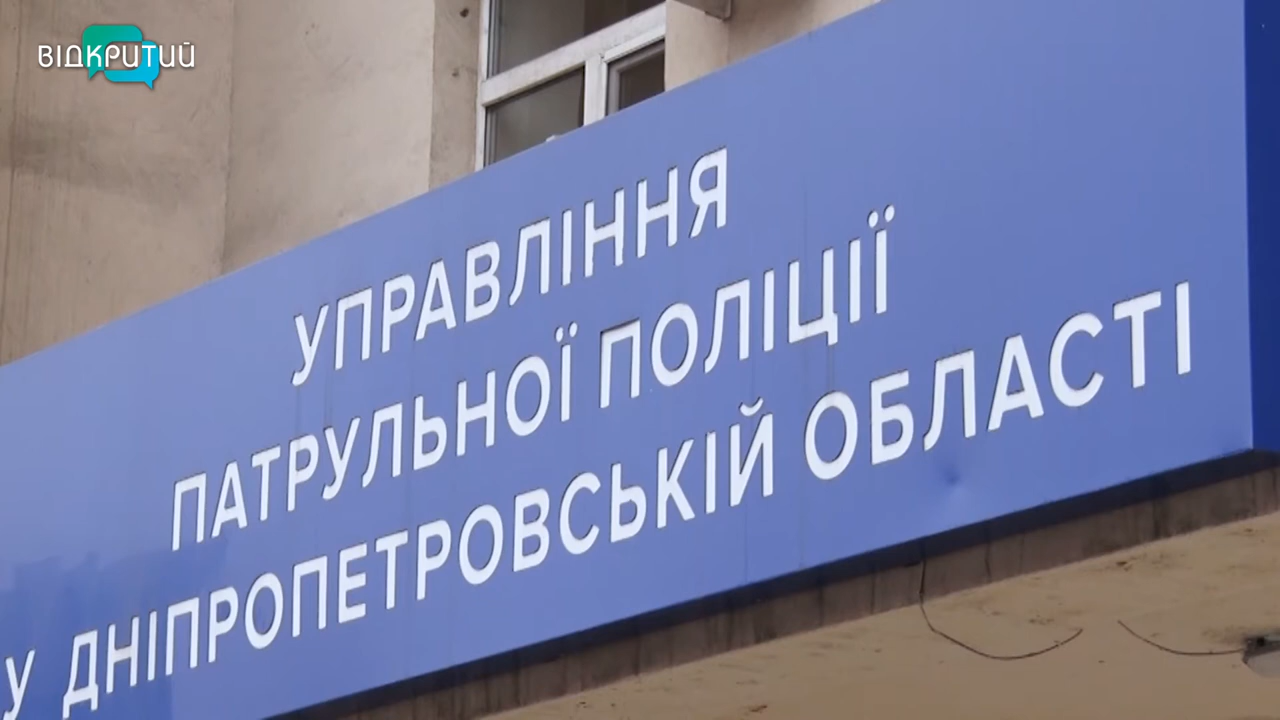 ВІДКРИТИЙ
УПРАВЛІННЯ
ПАТРУЛЬНОЇ ПОЛІЦІЇ
У ДНІПРОПЕТРОВСЬКІЙ ОБЛАСТІ